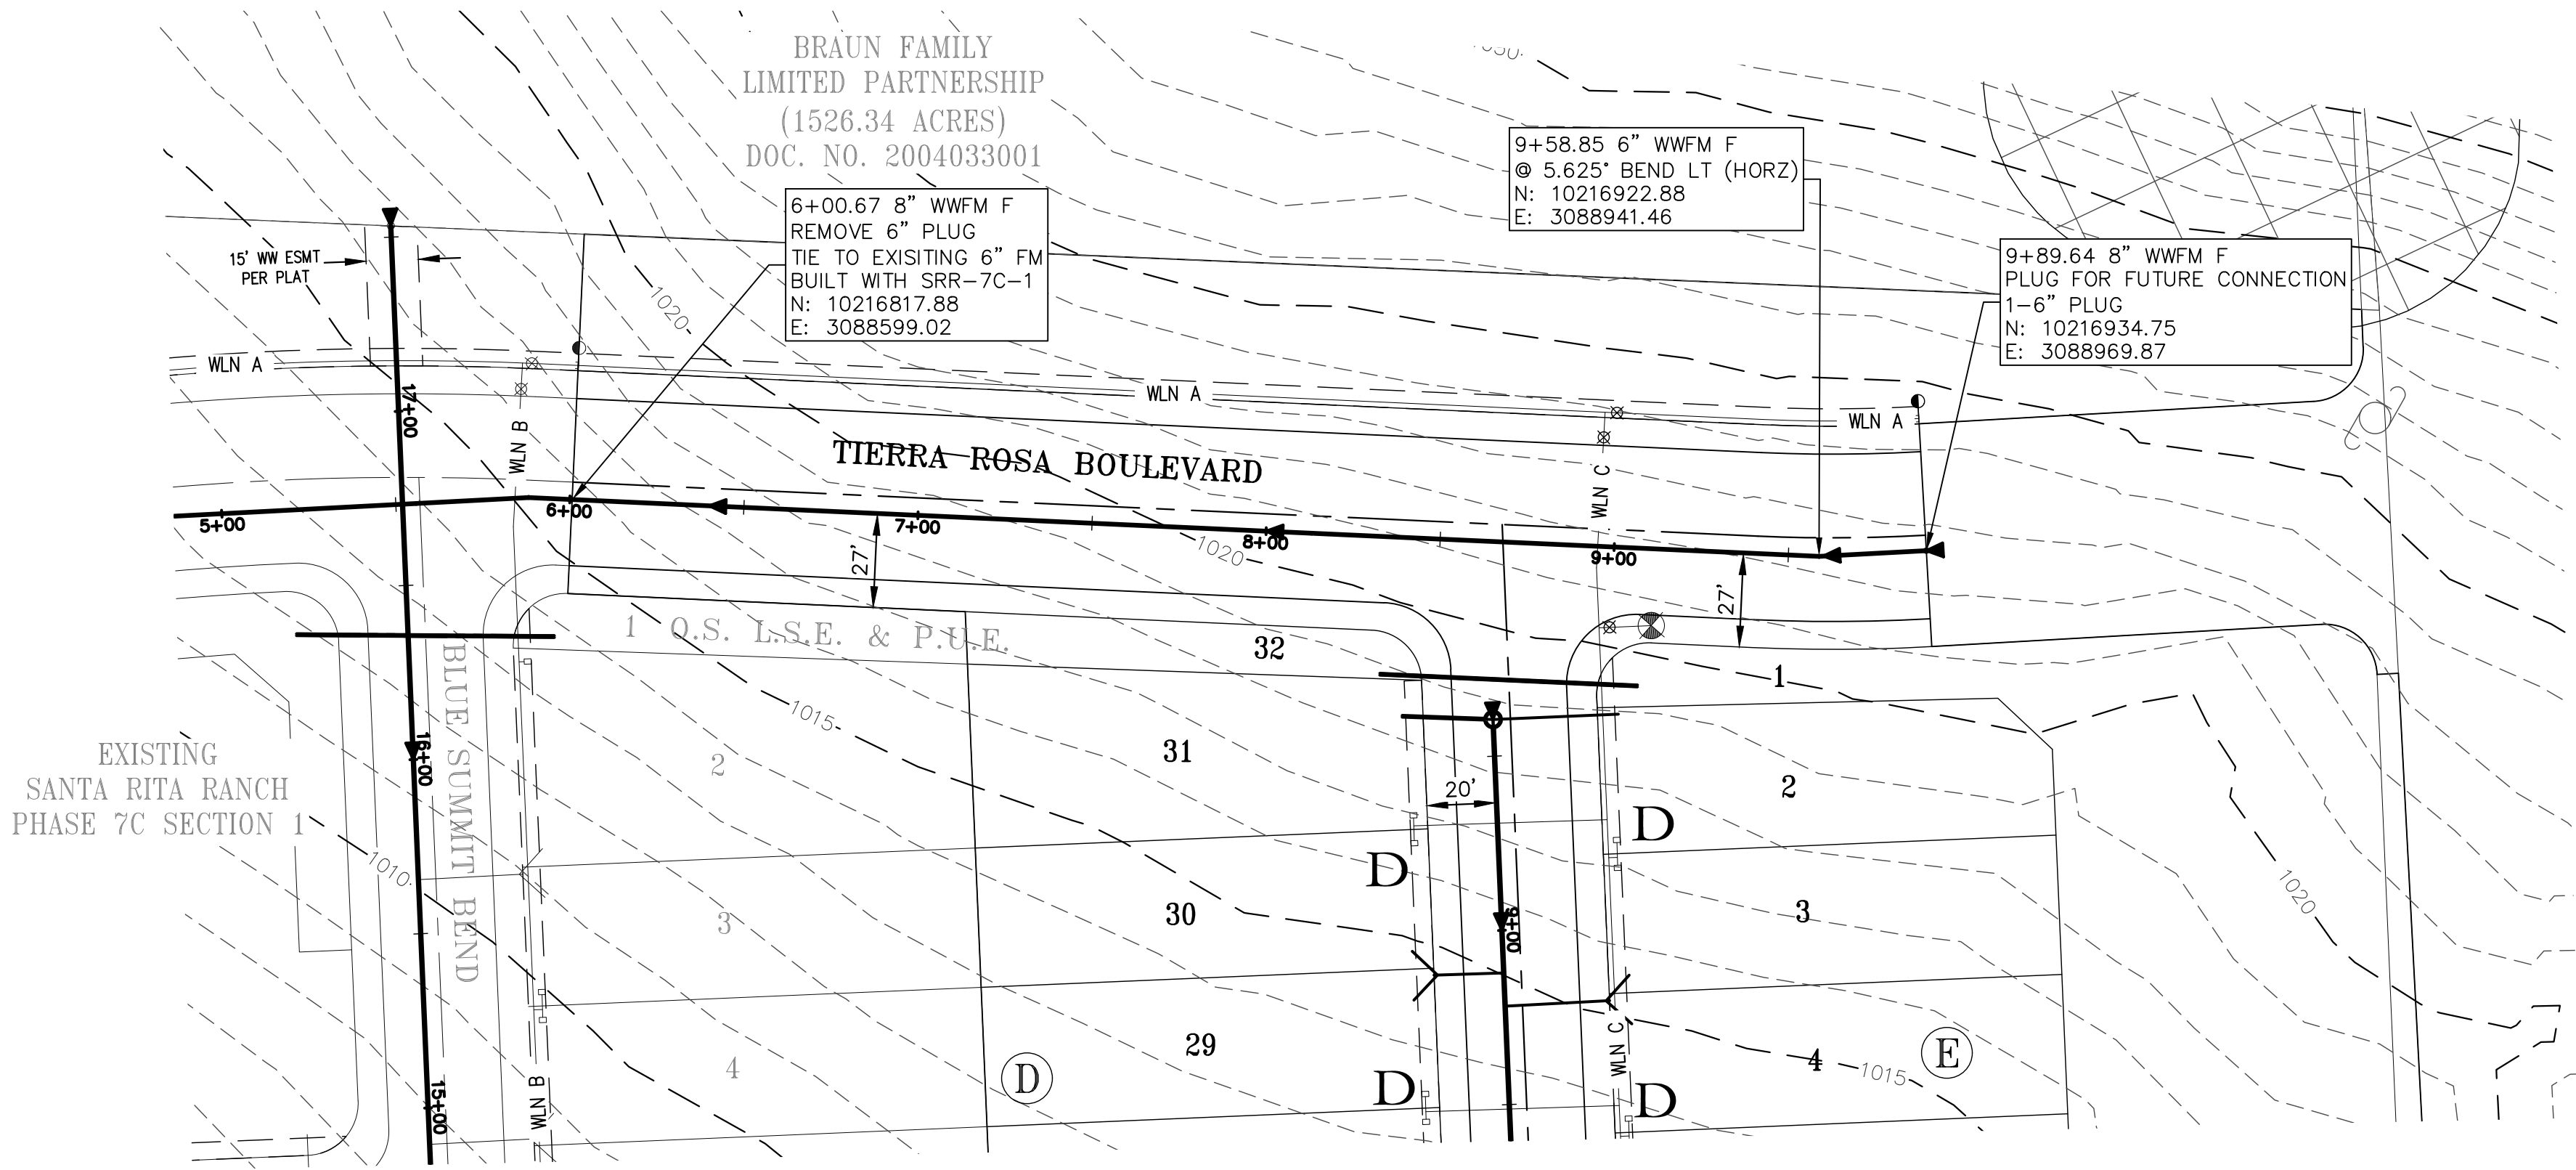 BRAUN FAMILY
LIMITED PARTNERSHIP
(1526.34 ACRES)
DOC. NO. 2004033001
1050
9+58.85 6" WWFM F
@ 5.625° BEND LT (HORZ)
N: 10216922.88
E: 3088941.46
6+00.67 8" WWFM F
REMOVE 6" PLUG
TIE TO EXISITING 6" FM
BUILT WITH SRR-7C-1
N: 10216817.88
E: 3088599.02
9+89.64 8" WWFM F
PLUG FOR FUTURE CONNECTION
1-6" PLUG
N: 10216934.75
E: 3088969.87
15' WW ESMT
PER PLAT
1020
WLN A
WLN A
WLN A
17+00
WLN B
TIERRA ROSA BOULEVARD
WLN C
5+00
6+00
7+00
8+00
9+00
1020
27'
27'
1 O.S. L.S.E. & P.U.E.
32
1
BLUE SUMMIT BEND
1015
16+00
2
31
2
20'
EXISTING
SANTA RITA RANCH
PHASE 7C SECTION 1
1010
D
D
3
30
9+00
3
1020
4
29
WLN C
4
1015
E
D
D
D
15+00
WLN B